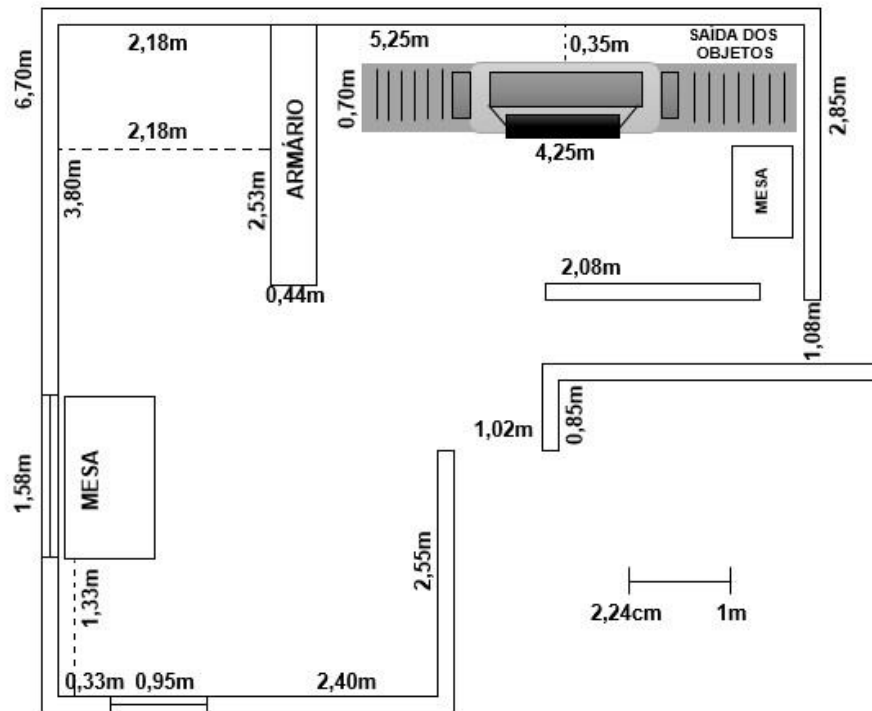 2,18m
5,25m
0,35m
SAÍDA DOS
OBJETOS
6,70m
2,18m
0,70m
2,85m
ARMÁRIO
4,25m
3,80m
2,53m
MESA
2,08m
0,44m
1,08m
1,02m
0,85m
1,58m
MESA
2,55m
1,33m
2,24cm
1m
0,33m
0,95m
2,40m